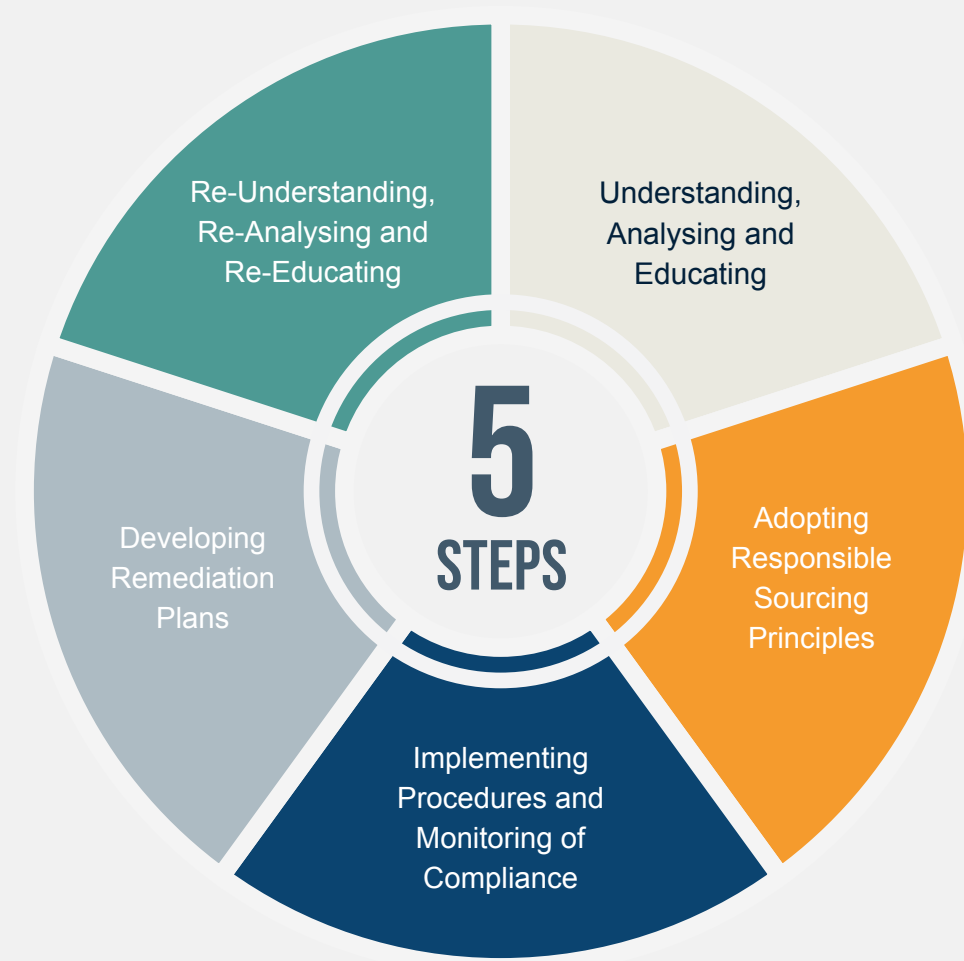 5
STEPS
Understanding,
Analysing and
Educating
Adopting
Responsible
Sourcing
Principles
Implementing
Procedures and
Monitoring of
Compliance
Developing
Remediation
Plans
Re-Understanding,
Re-Analysing and
Re-Educating